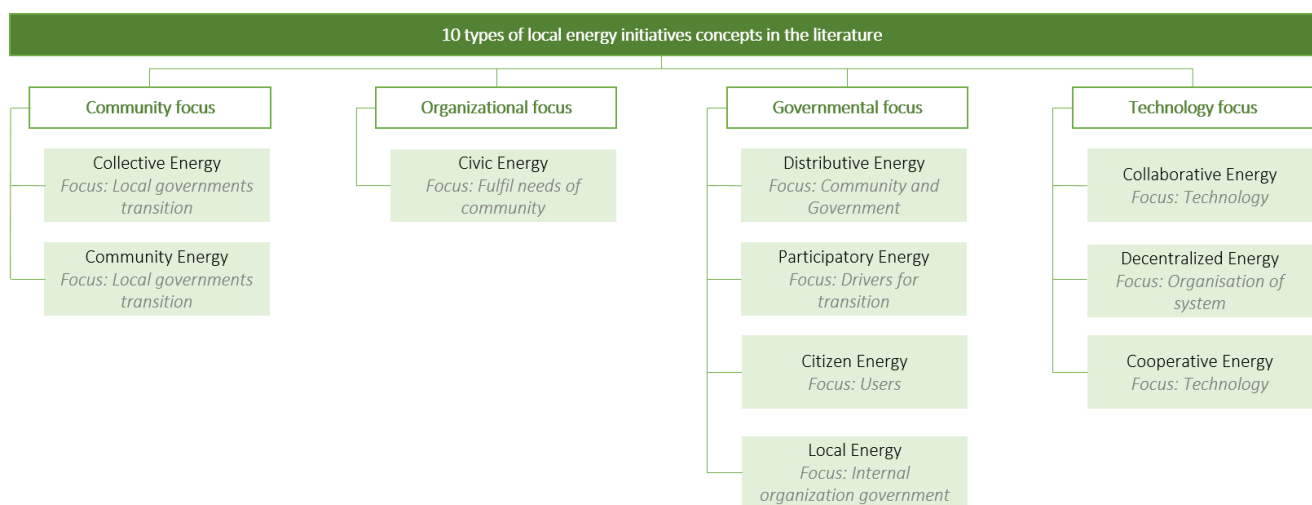 10 types of local energy initiatives concepts in the literature
Community focus
Collective Energy
Focus: Local governments
transition
Community Energy
Focus: Local governments
transition
Organizational focus
Civic Energy
Focus: Fulfil needs of
community
Governmental focus
Distributive Energy
Focus: Community and
Government
Participatory Energy
Focus: Drivers for
transition
Citizen Energy
Focus: Users
Local Energy
Focus: Internal
organization government
Technology focus
Collaborative Energy
Focus: Technology
Decentralized Energy
Focus: Organisation of
system
Cooperative Energy
Focus: Technology